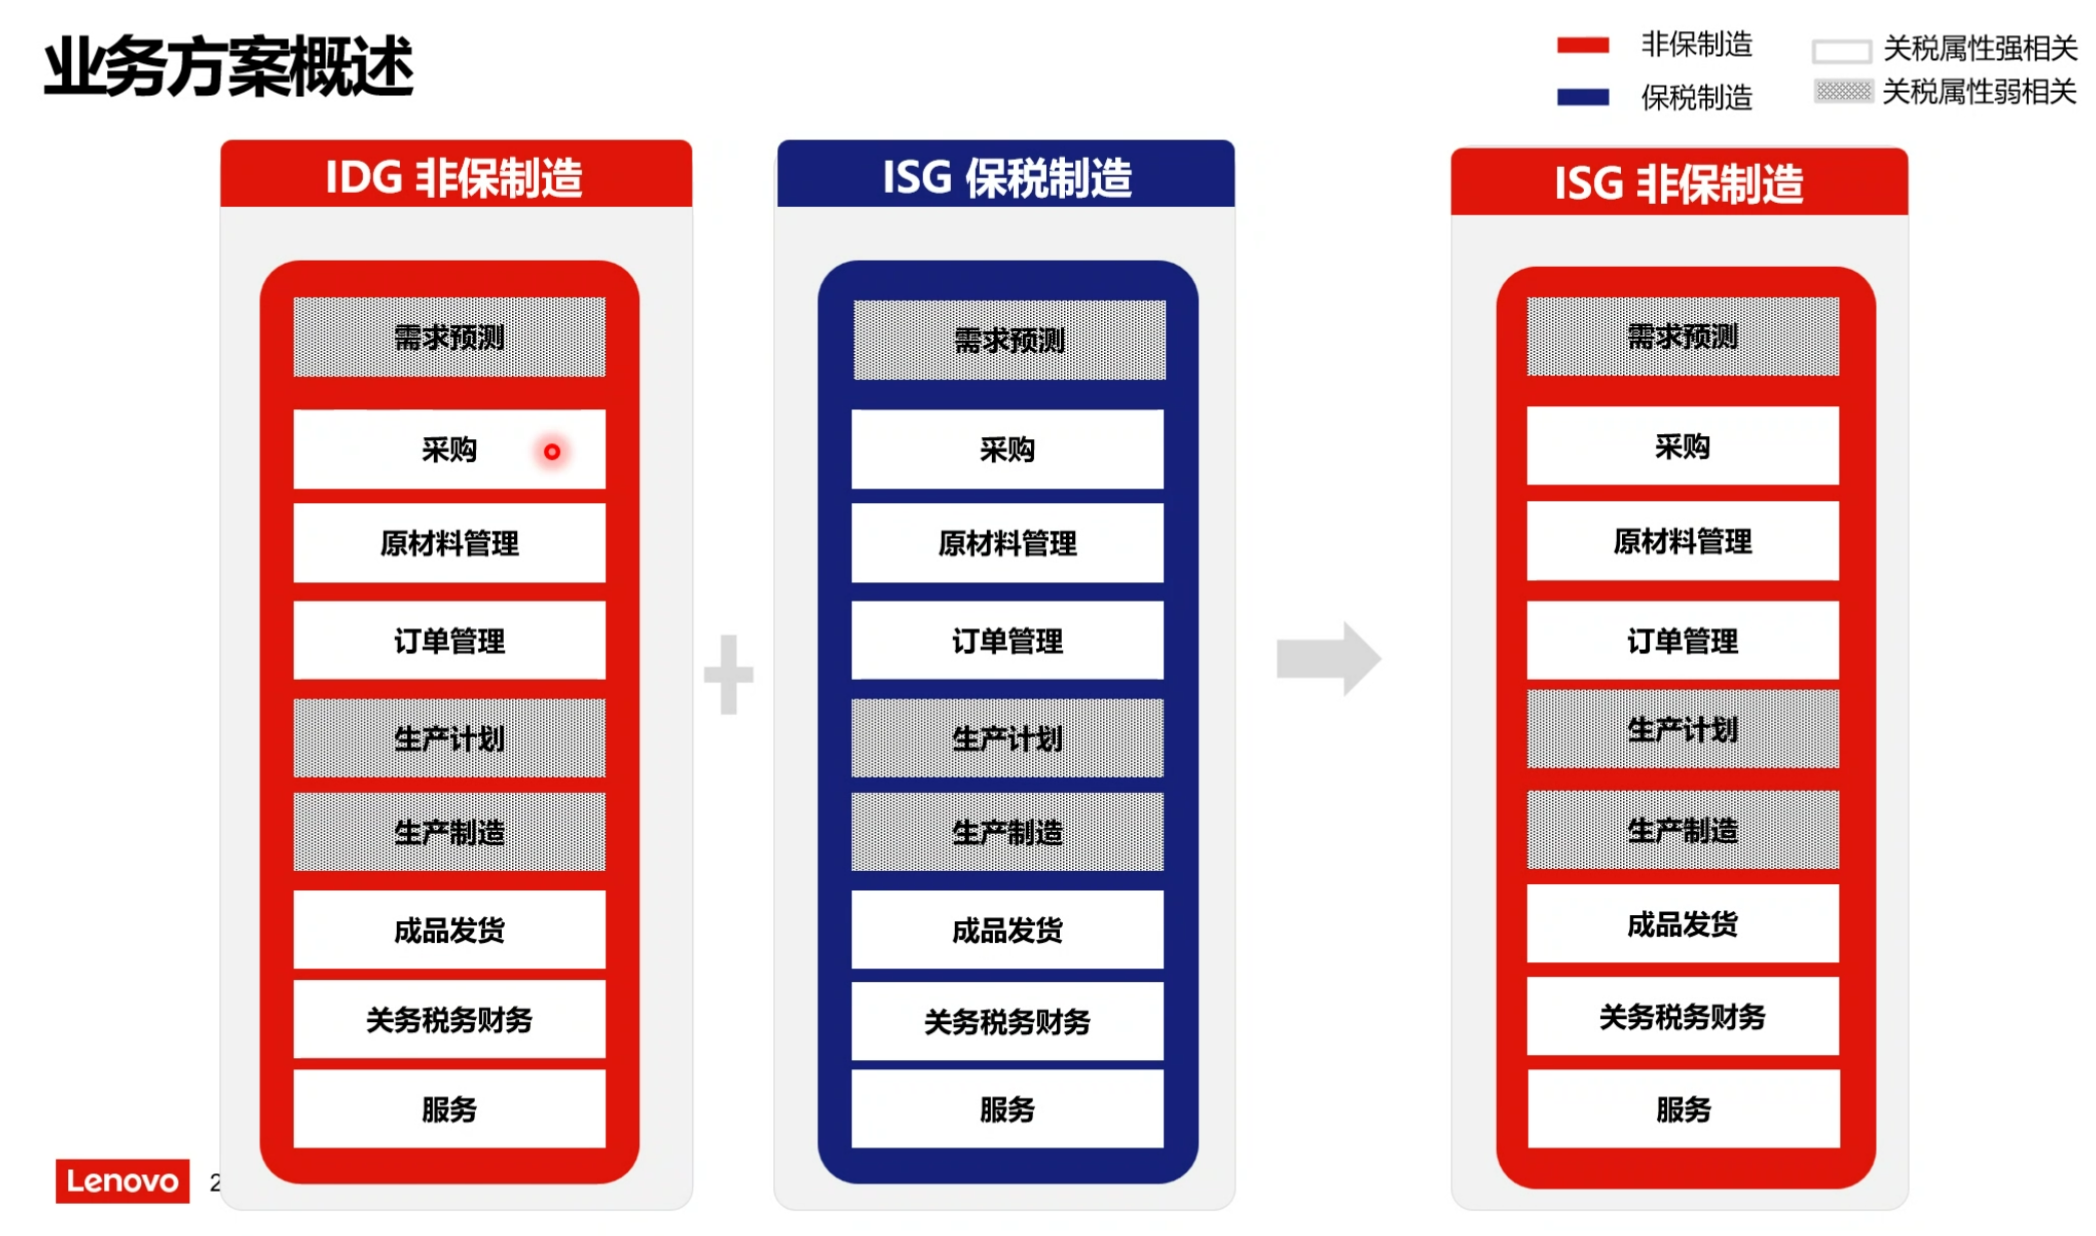 业务方案概述
非保制造
保税制造
关税属性强相关
关税属性弱相关
IDG 非保制造
需求预测
采购
原材料管理
订单管理
生产计划
生产制造
成品发货
关务税务财务
服务
ISG 保税制造
需求预测
采购
原材料管理
订单管理
生产计划
生产制造
成品发货
关务税务财务
服务
ISG 非保制造
需求预测
采购
原材料管理
订单管理
生产计划
生产制造
成品发货
关务税务财务
服务
Lenovo
2